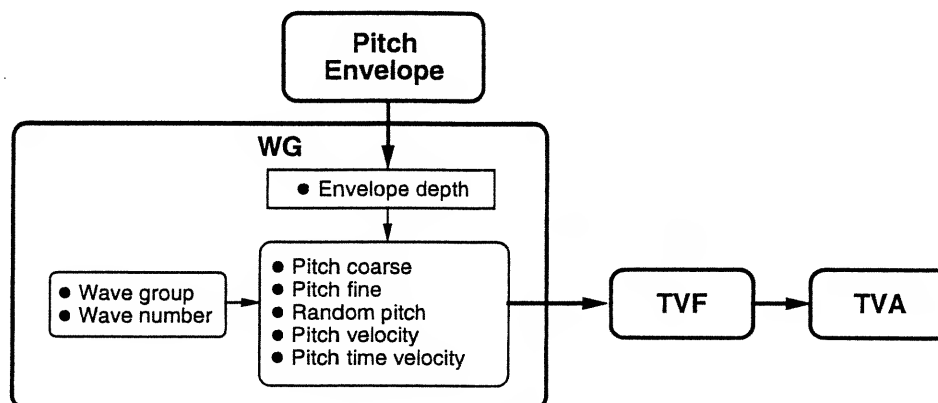 Pitch
Envelope
WG
● Envelope depth
● Wave group
● Wave number
● Pitch coarse
● Pitch fine
● Random pitch
● Pitch velocity
● Pitch time velocity
TVF
TVA